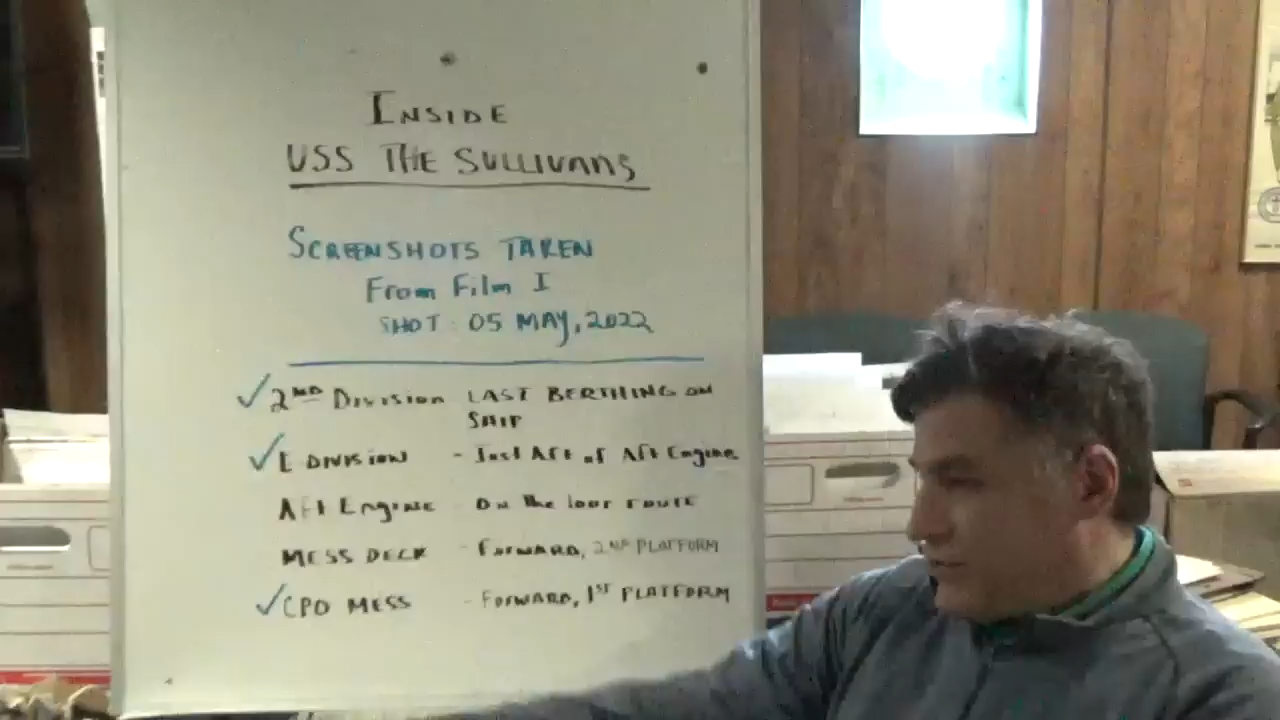 INSIDE
USS THE SULLIVANS
SCREENSHOTS TAKEN
From Film I
SHOT: 05 MAY, 2022
✓ 2ND DIVISION LAST BERTHING ON
SHIP
✓ E DIVISION - Just Aft of Aft Engine
AFT Engine On the tour route
MESS DECK - Forward, 2ND PLATFORM
✓ CPO MESS - Forward, 1ST PLATFORM